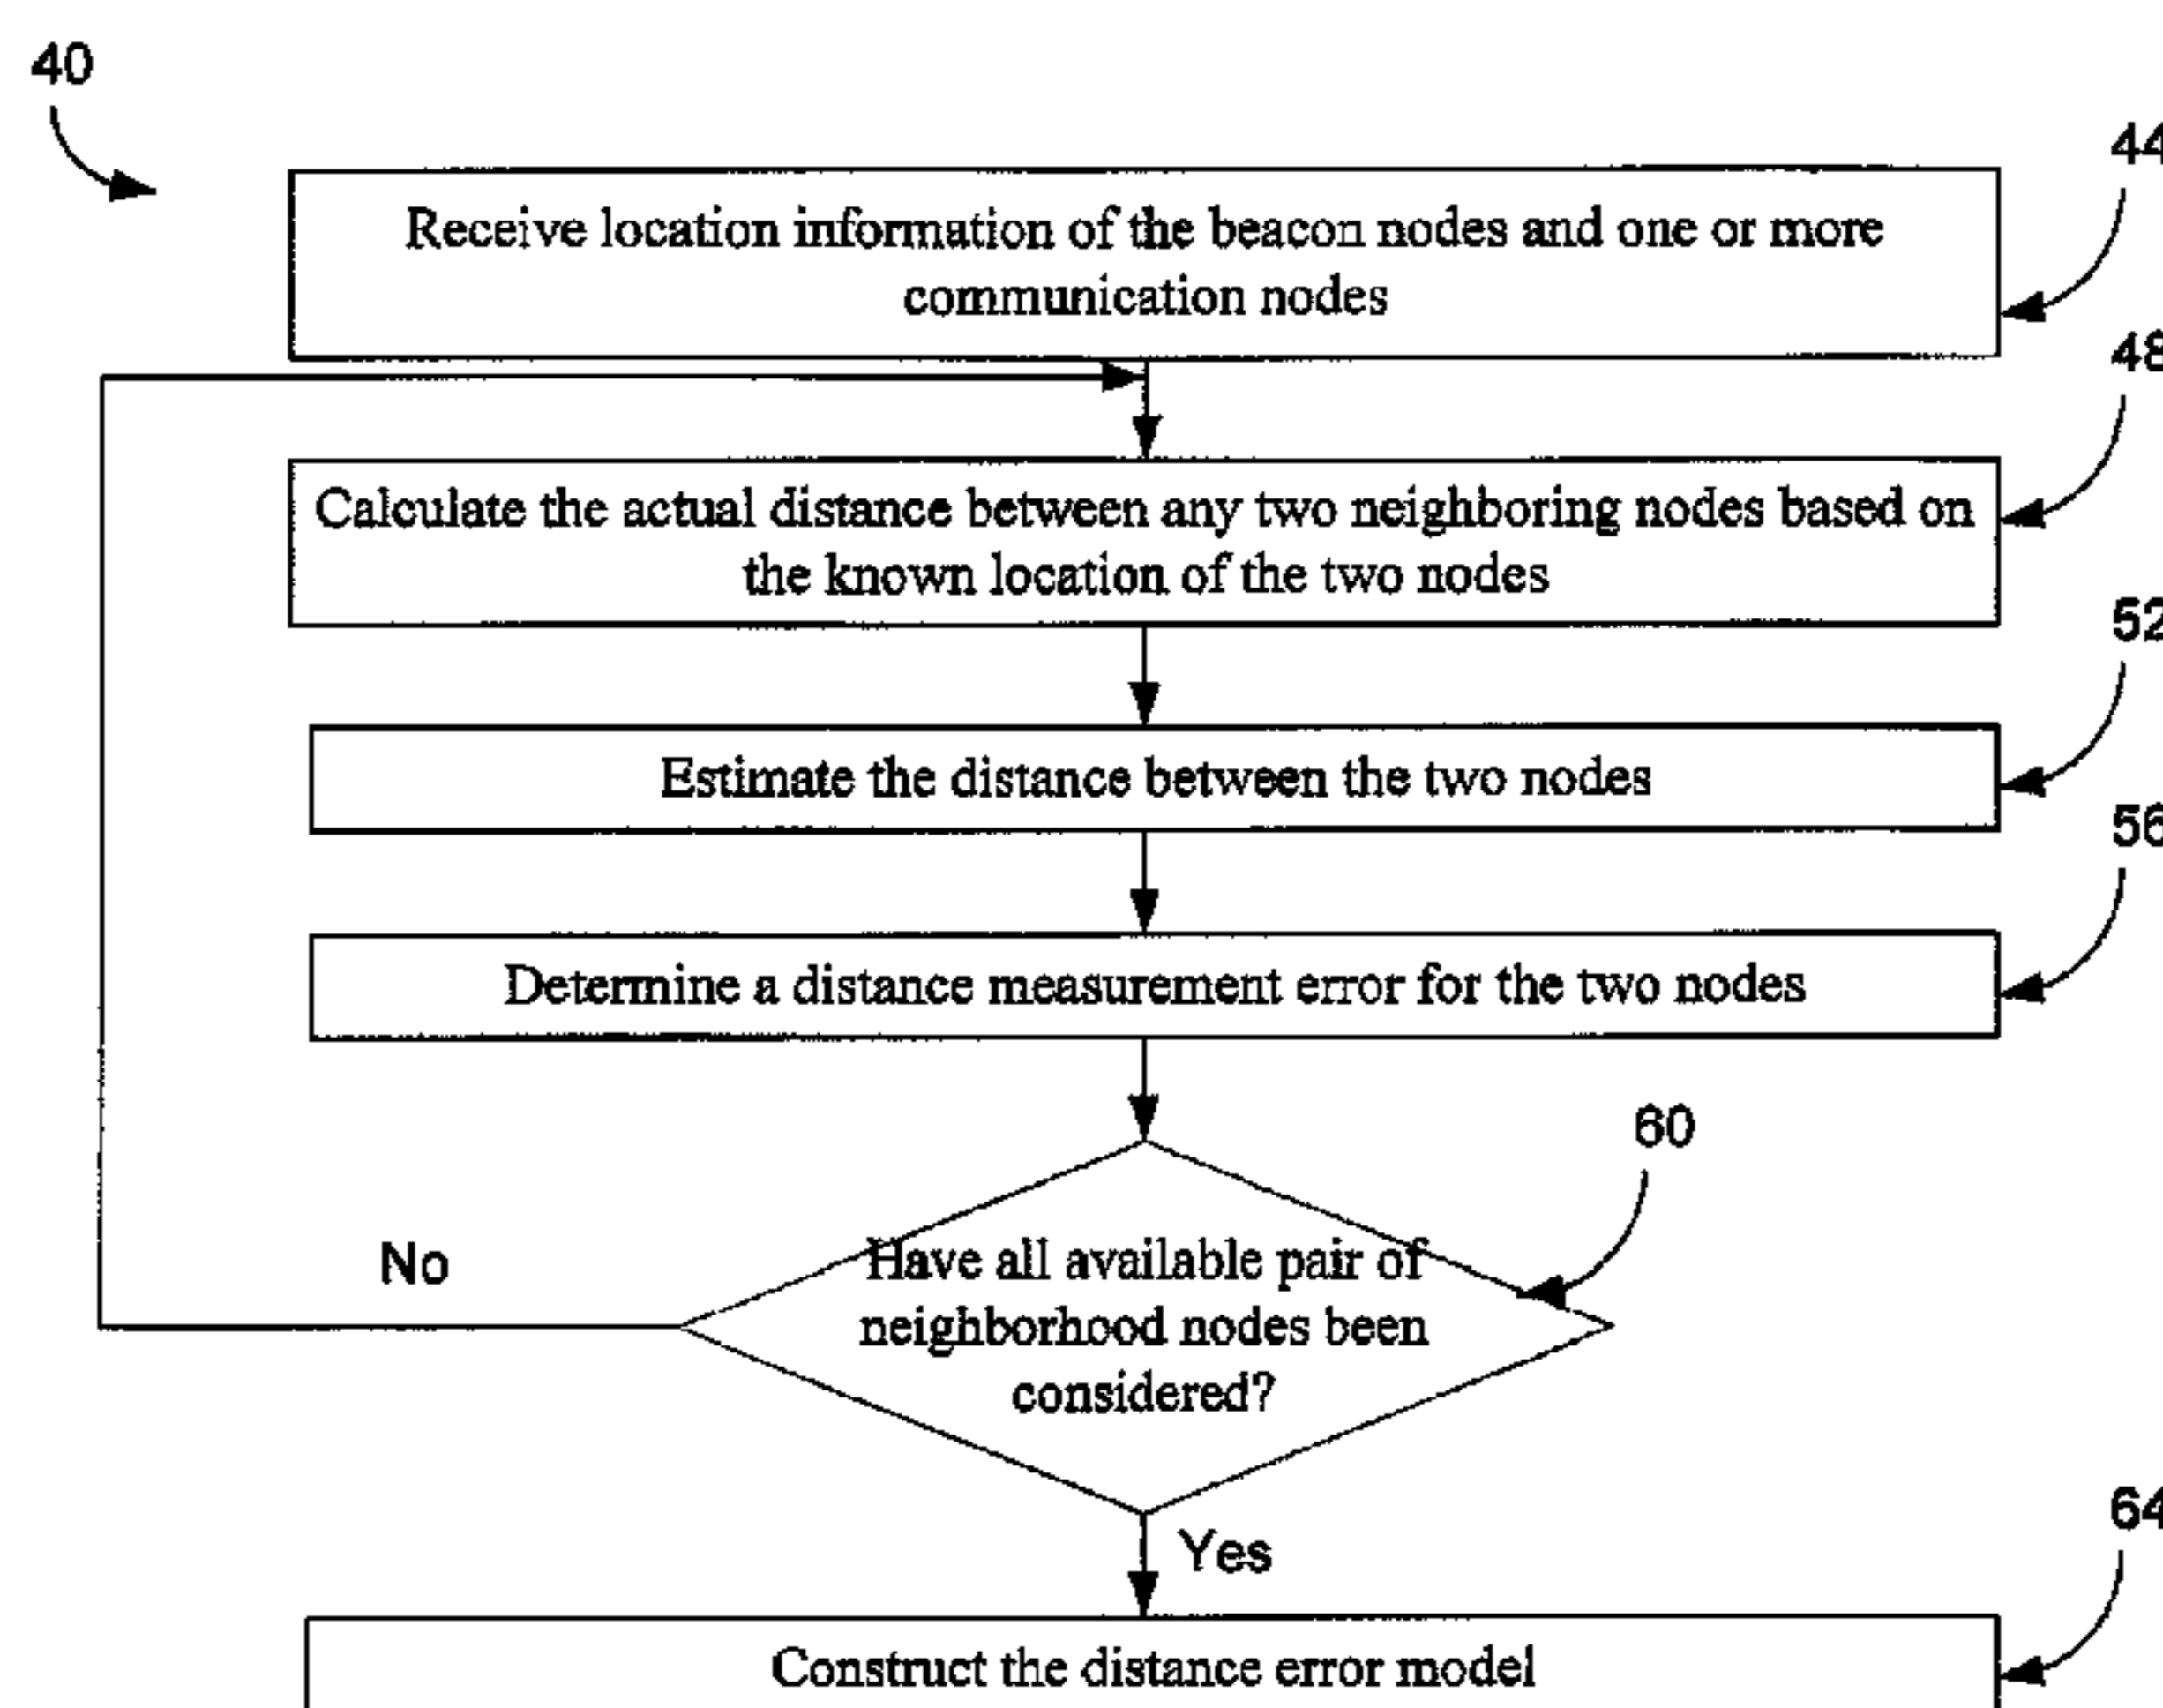 40
44
Receive location information of the beacon nodes and one or more
communication nodes
48
Calculate the actual distance between any two neighboring nodes based on
the known location of the two nodes
52
Estimate the distance between the two nodes
56
Determine a distance measurement error for the two nodes
60
No
Have all available pair of
neighborhood nodes been
considered?
Yes
64
Construct the distance error model